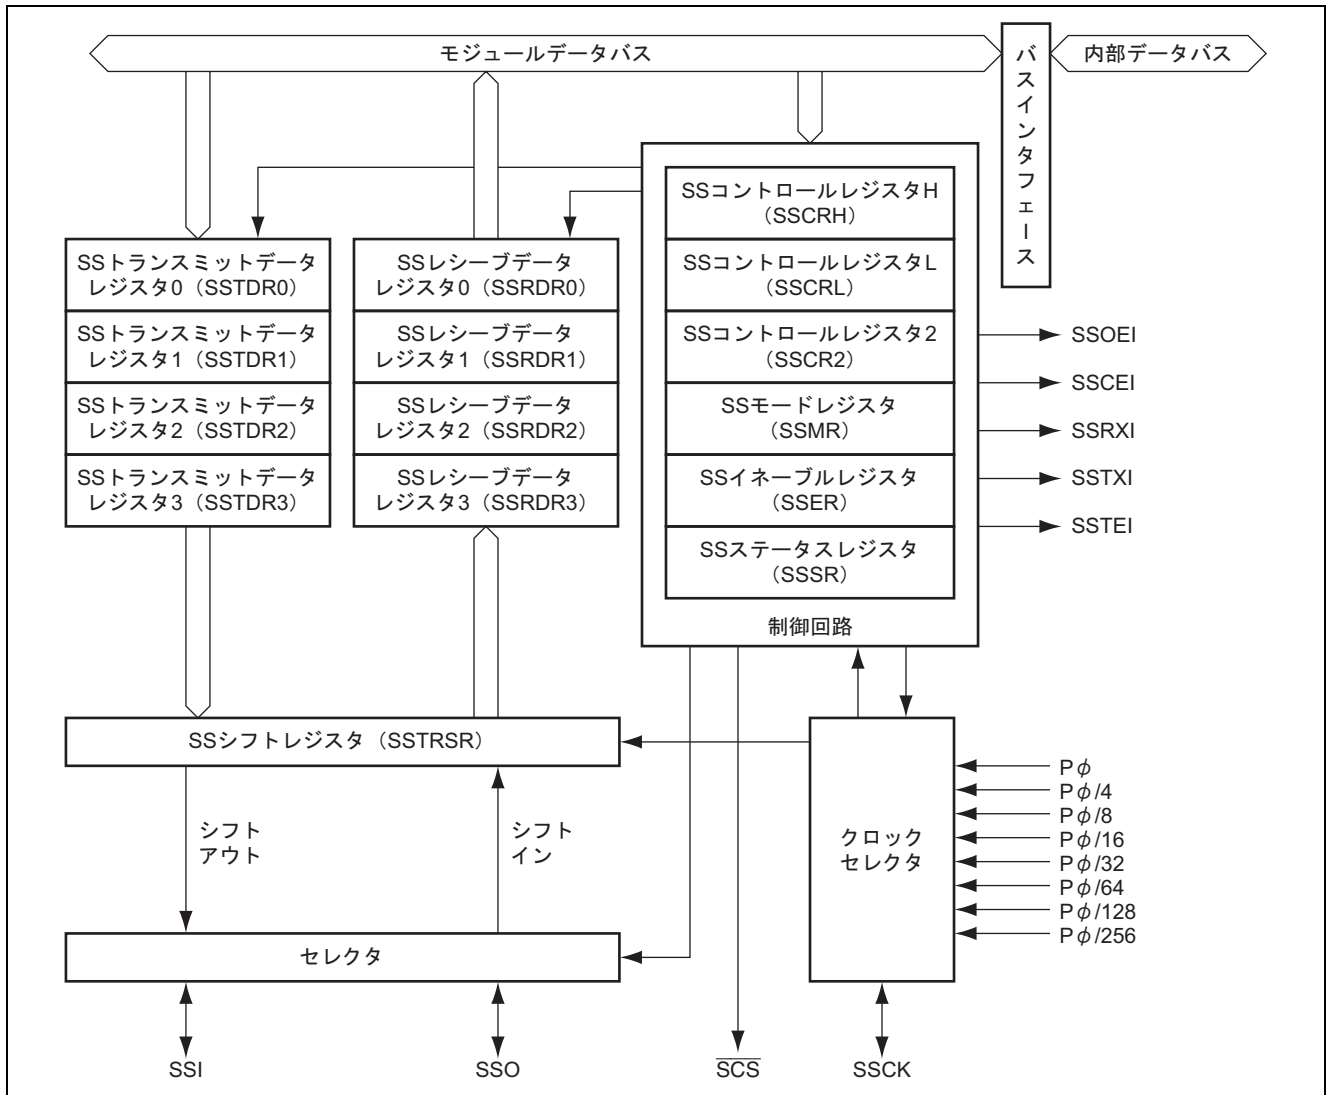 モジュールデータバス
バスインタフェース
内部データバス
SSトランスミットデータ
レジスタ0（SSTDR0）
SSトランスミットデータ
レジスタ1（SSTDR1）
SSトランスミットデータ
レジスタ2（SSTDR2）
SSトランスミットデータ
レジスタ3（SSTDR3）
SSレシーブデータ
レジスタ0（SSRDR0）
SSレシーブデータ
レジスタ1（SSRDR1）
SSレシーブデータ
レジスタ2（SSRDR2）
SSレシーブデータ
レジスタ3（SSRDR3）
SSコントロールレジスタH
（SSCRH）
SSコントロールレジスタL
（SSCRL）
SSコントロールレジスタ2
（SSCR2）
SSモードレジスタ
（SSMR）
SSイネーブルレジスタ
（SSER）
SSステータスレジスタ
（SSSR）
制御回路
SSOEI
SSCEI
SSRXI
SSTXI
SSTEI
SSシフトレジスタ（SSTRSR）
シフト
アウト
シフト
イン
セレクタ
クロック
セレクタ
Pφ
Pφ/4
Pφ/8
Pφ/16
Pφ/32
Pφ/64
Pφ/128
Pφ/256
SSI
SSO
SCS
SSCK